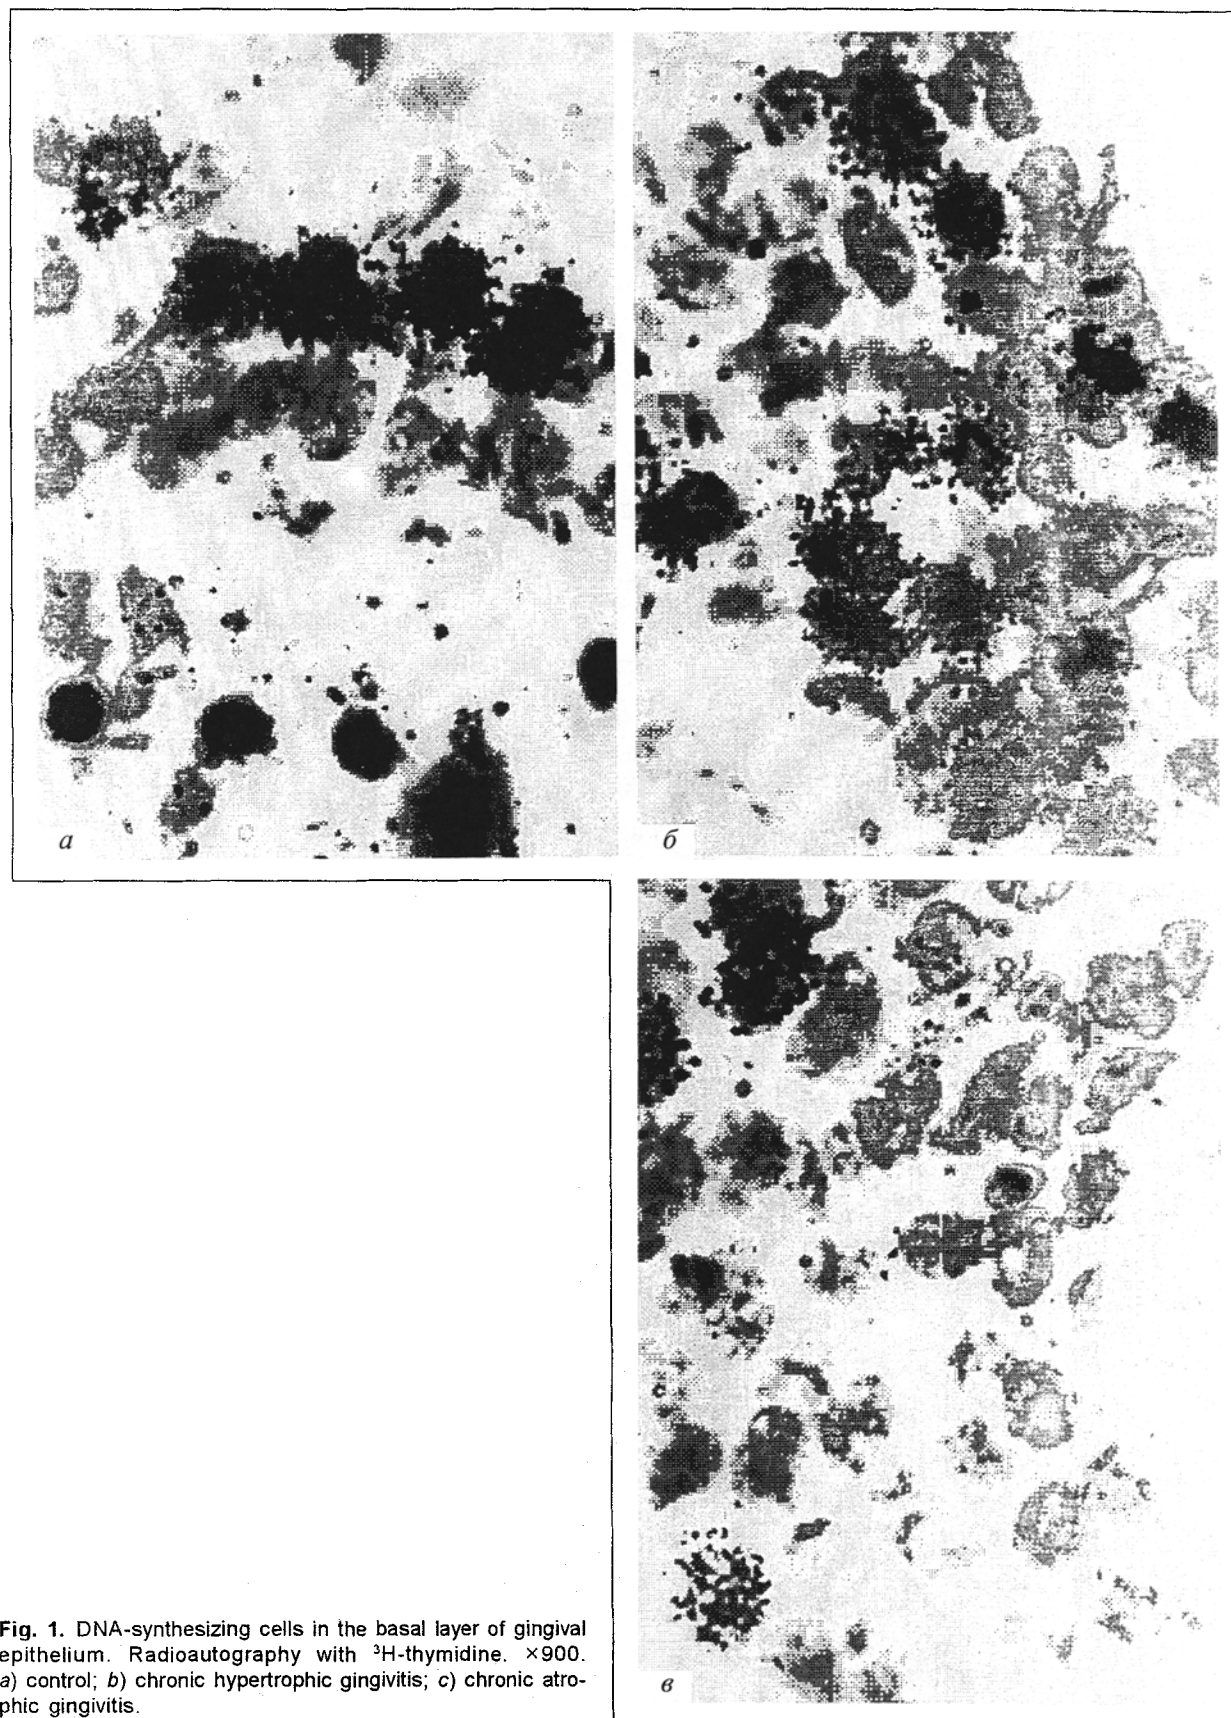 а
б
в
Fig. 1. DNA-synthesizing cells in the basal layer of gingival
epithelium. Radioautography with ³H-thymidine. ×900.
a) control; b) chronic hypertrophic gingivitis; c) chronic atro-
phic gingivitis.